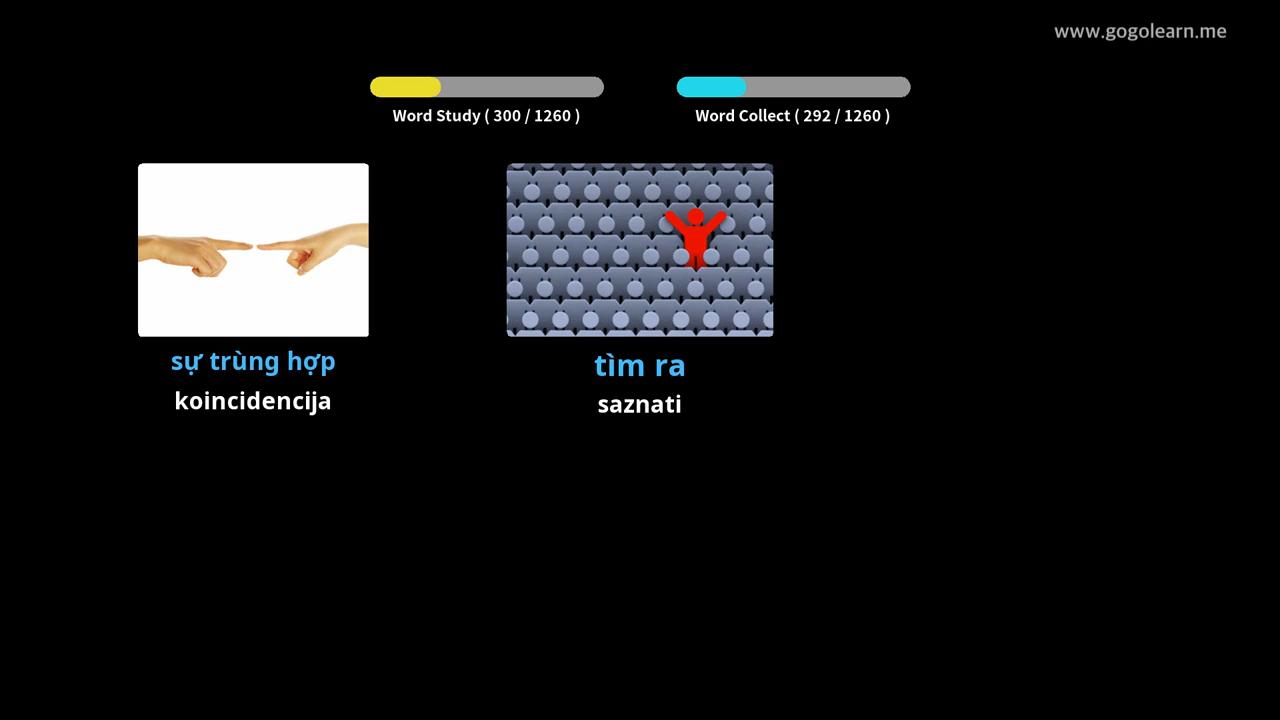 www.gogolearn.me
Word Study ( 300 / 1260 )
Word Collect ( 292 / 1260 )
sự trùng hợp
koincidencija
tìm ra
saznati